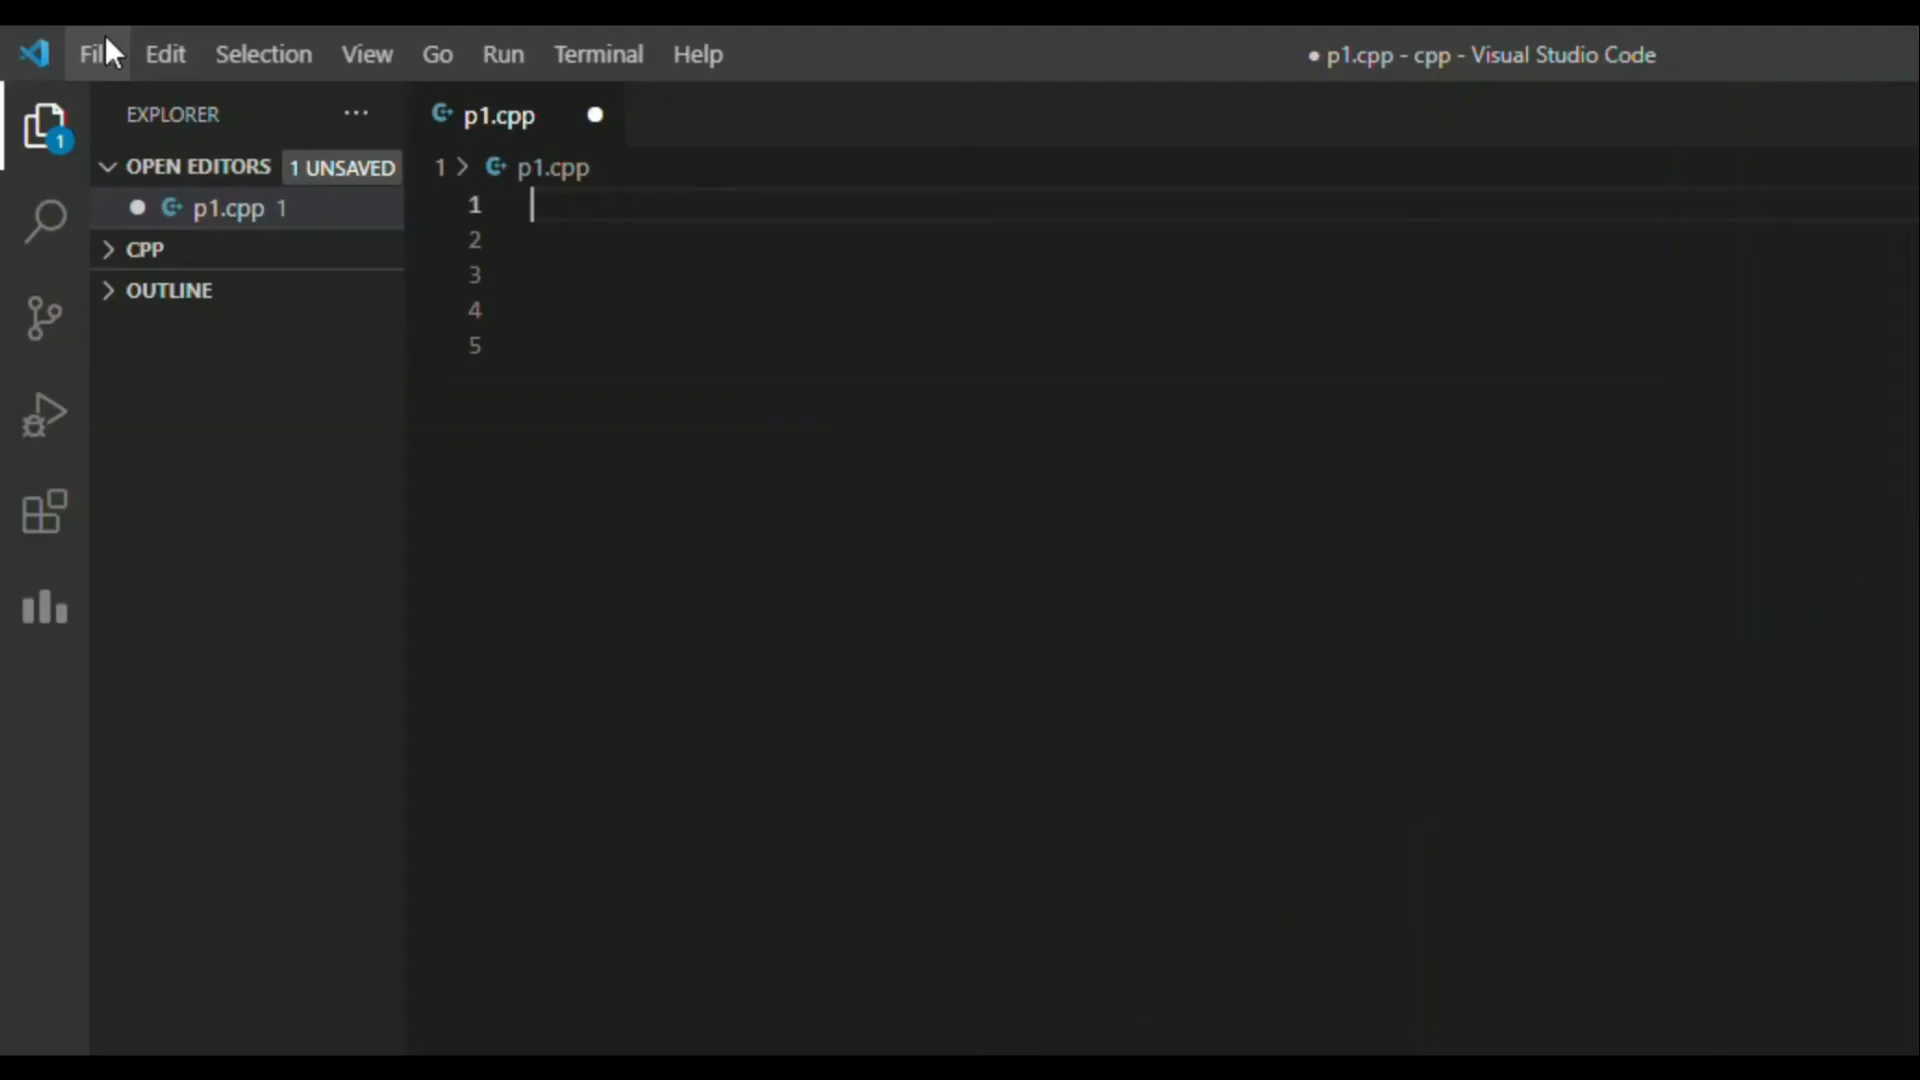 File Edit Selection View Go Run Terminal Help
● p1.cpp - cpp - Visual Studio Code
EXPLORER
1
OPEN EDITORS 1 UNSAVED
p1.cpp 1
CPP
OUTLINE
p1.cpp
1 > p1.cpp
1
2
3
4
5